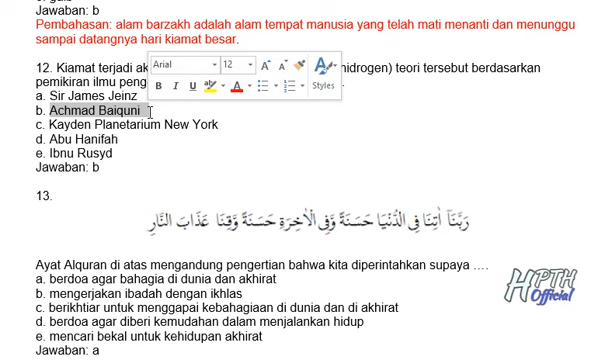 Jawaban: b
Pembahasan: alam barzakh adalah alam tempat manusia yang telah mati menanti dan menunggu
sampai datangnya hari kiamat besar.
12. Kiamat terjadi ak
hidrogen) teori tersebut berdasarkan
pemikiran ilmu peng
Arial 12
Styles
a. Sir James Jeinz
b. Achmad Baiquni
c. Kayden Planetarium New York
d. Abu Hanifah
e. Ibnu Rusyd
Jawaban: b
13.
رَبَّنَآ اٰتِنَا فِى الدُّنْيَا حَسَنَةً وَّفِى الْاٰخِرَةِ حَسَنَةً وَّقِنَا عَذَابَ النَّارِ
Ayat Alquran di atas mengandung pengertian bahwa kita diperintahkan supaya ….
a. berdoa agar bahagia di dunia dan akhirat
b. mengerjakan ibadah dengan ikhlas
c. berikhtiar untuk menggapai kebahagiaan di dunia dan di akhirat
d. berdoa agar diberi kemudahan dalam menjalankan hidup
e. mencari bekal untuk kehidupan akhirat
Jawaban: a
HPTH
Official